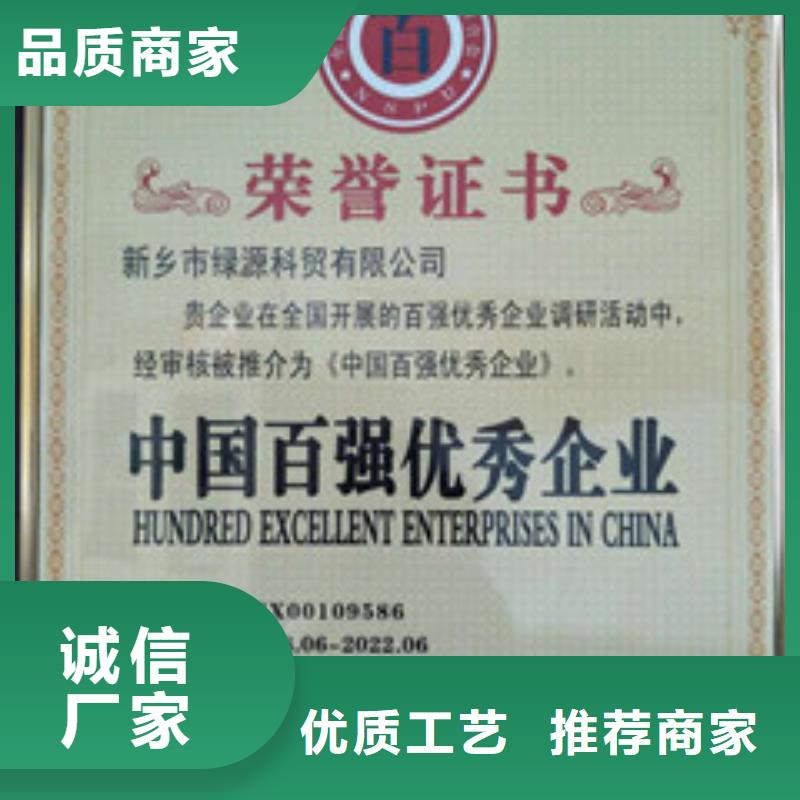 品质商家
百
NSPU
荣誉证书
新乡市绿源科贸有限公司
贵企业在全国开展的百强优秀企业调研活动中,
经审核被推介为《中国百强优秀企业》。
中国百强优秀企业
HUNDRED EXCELLENT ENTERPRISES IN CHINA
X00109586
.06-2022.06
诚信
厂家
优质工艺 推荐商家